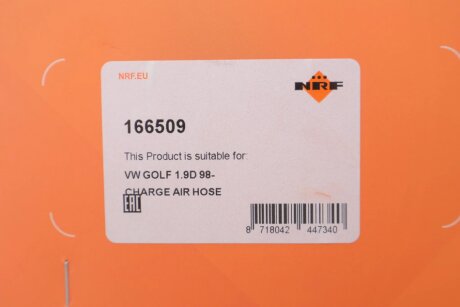 NRF.EU
NRF
166509
This Product is suitable for:
VW GOLF 1.9D 98-
CHARGE AIR HOSE
EAC
8 718042 447340